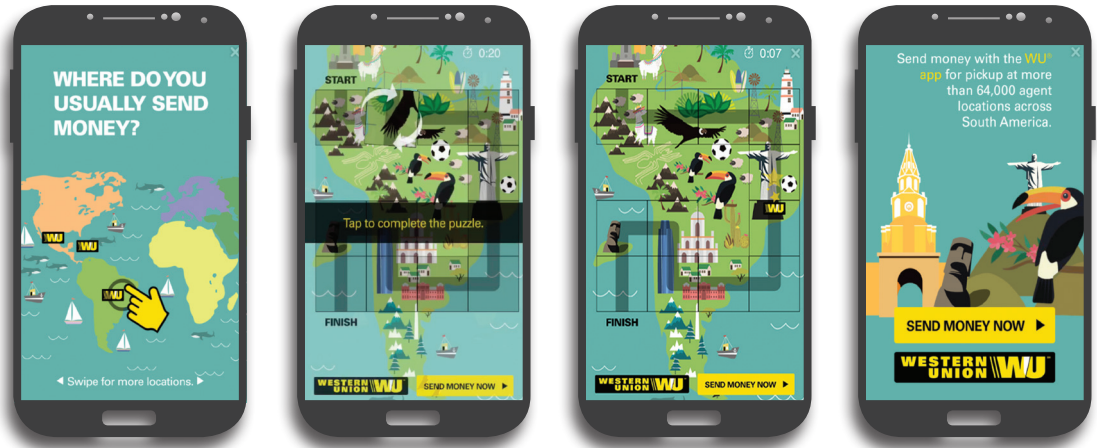 WHERE DO YOU
USUALLY SEND
MONEY?
WU
WU
WU
Swipe for more locations.
0:20
START
Tap to complete the puzzle.
FINISH
WESTERN
UNION WU
SEND MONEY NOW
0:07
START
WU
FINISH
WESTERN
UNION WU
SEND MONEY NOW
Send money with the WU®
app for pickup at more
than 64,000 agent
locations across
South America.
SEND MONEY NOW
WESTERN
UNION WU